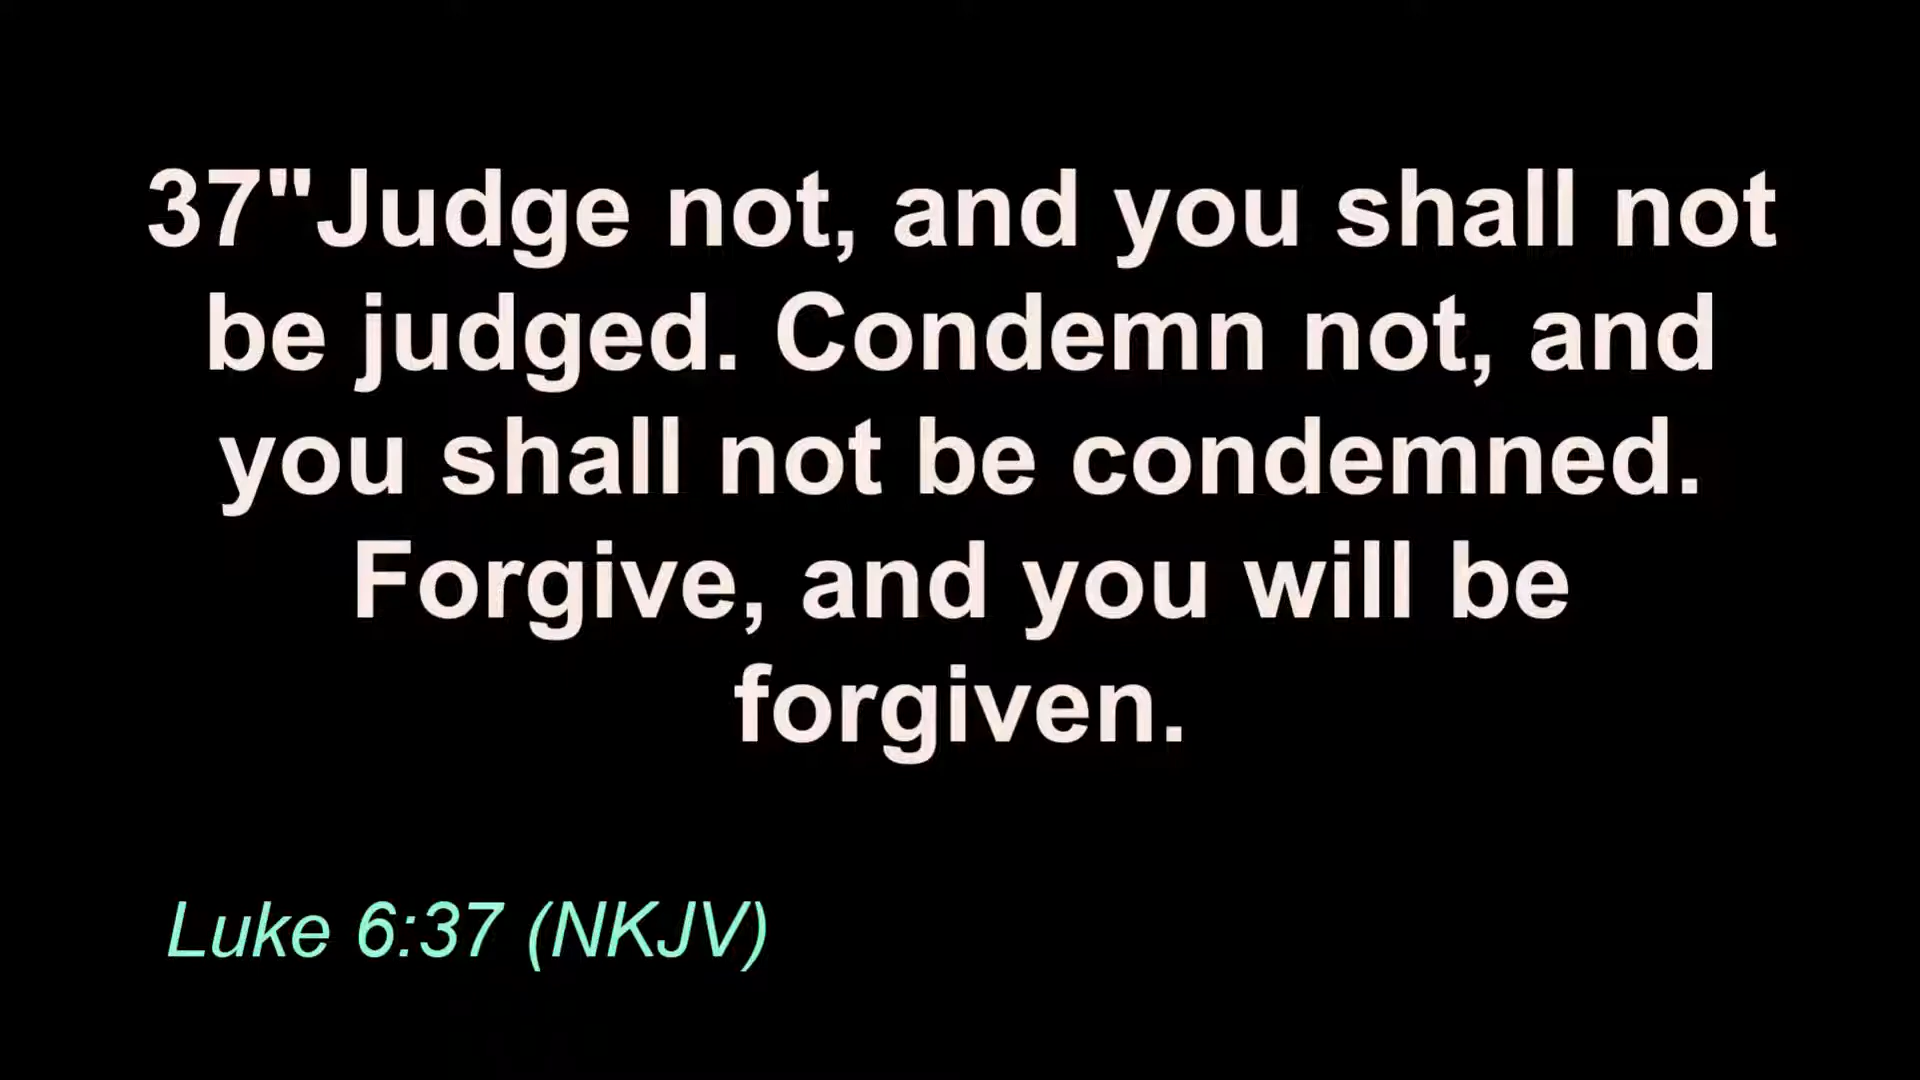 37"Judge not, and you shall not
be judged. Condemn not, and
you shall not be condemned.
Forgive, and you will be
forgiven.
Luke 6:37 (NKJV)